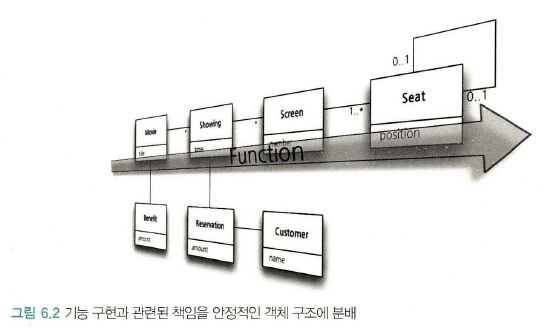 0..1
Movie
title
*
Showing
time
*
Screen
number
1..*
Seat
position
0..1
Function
Benefit
amount
Reservation
amount
Customer
name
그림 6.2 기능 구현과 관련된 책임을 안정적인 객체 구조에 분배